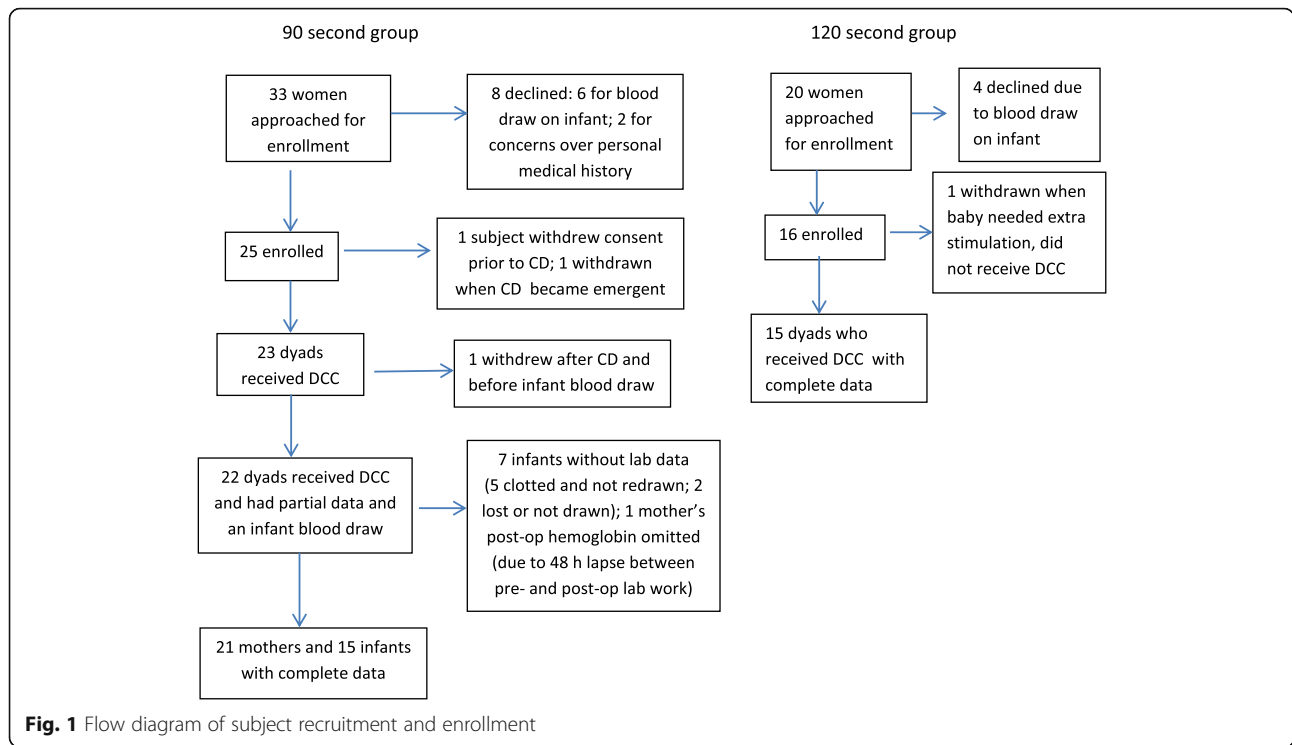 90 second group
33 women
approached for
enrollment
8 declined: 6 for blood
draw on infant; 2 for
concerns over personal
medical history
25 enrolled
1 subject withdrew consent
prior to CD; 1 withdrawn
when CD became emergent
23 dyads
received DCC
1 withdrew after CD and
before infant blood draw
22 dyads received DCC
and had partial data and
an infant blood draw
7 infants without lab data
(5 clotted and not redrawn; 2
lost or not drawn); 1 mother’s
post-op hemoglobin omitted
(due to 48 h lapse between
pre- and post-op lab work)
21 mothers and 15 infants
with complete data
120 second group
20 women
approached
for enrollment
4 declined due
to blood draw
on infant
16 enrolled
1 withdrawn when
baby needed extra
stimulation, did
not receive DCC
15 dyads who
received DCC with
complete data
Fig. 1 Flow diagram of subject recruitment and enrollment